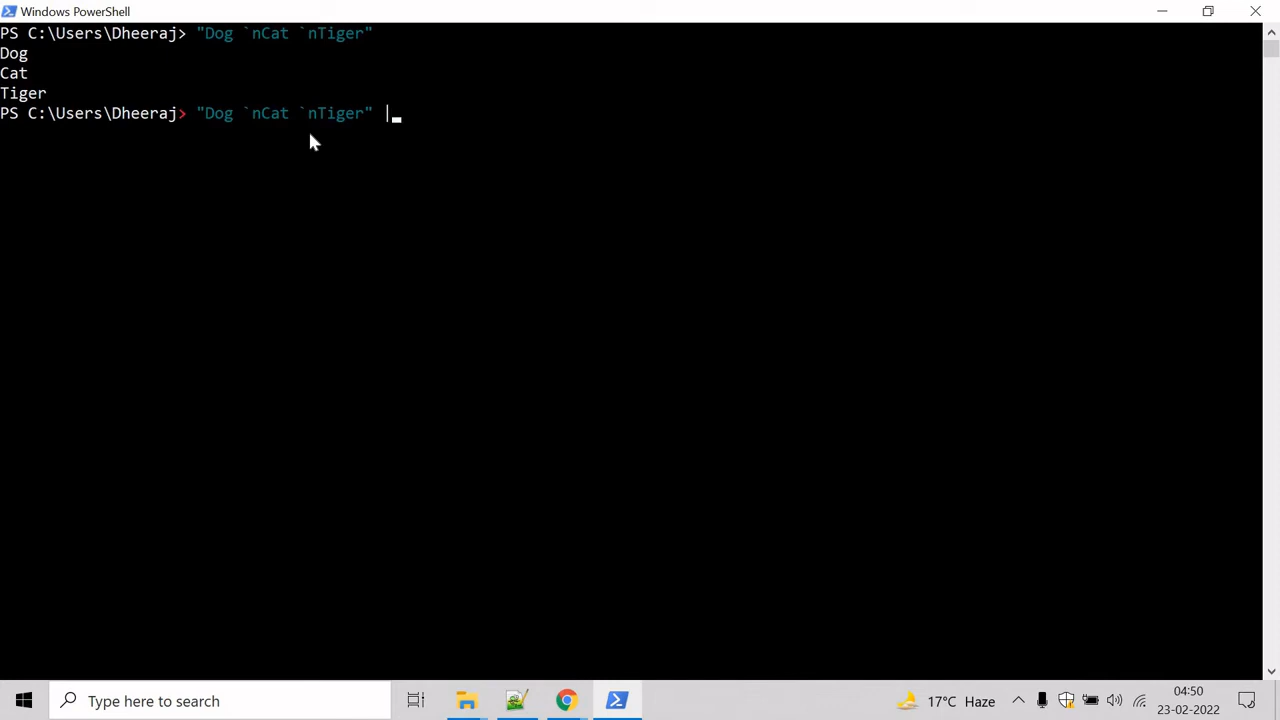 Windows PowerShell
PS C:\Users\Dheeraj> "Dog `nCat `nTiger"
Dog
Cat
Tiger
PS C:\Users\Dheeraj> "Dog `nCat `nTiger" |_
Type here to search
17°C Haze
04:50
23-02-2022